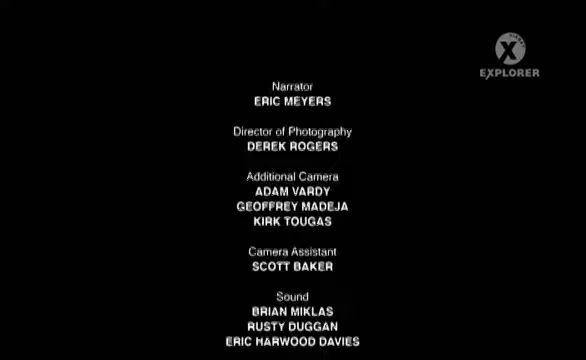 X
EXPLORER
Narrator
ERIC MEYERS
Director of Photography
DEREK ROGERS
Additional Camera
ADAM VARDY
GEOFFREY MADEJA
KIRK TOUGAS
Camera Assistant
SCOTT BAKER
Sound
BRIAN MIKLAS
RUSTY DUGGAN
ERIC HARWOOD DAVIES